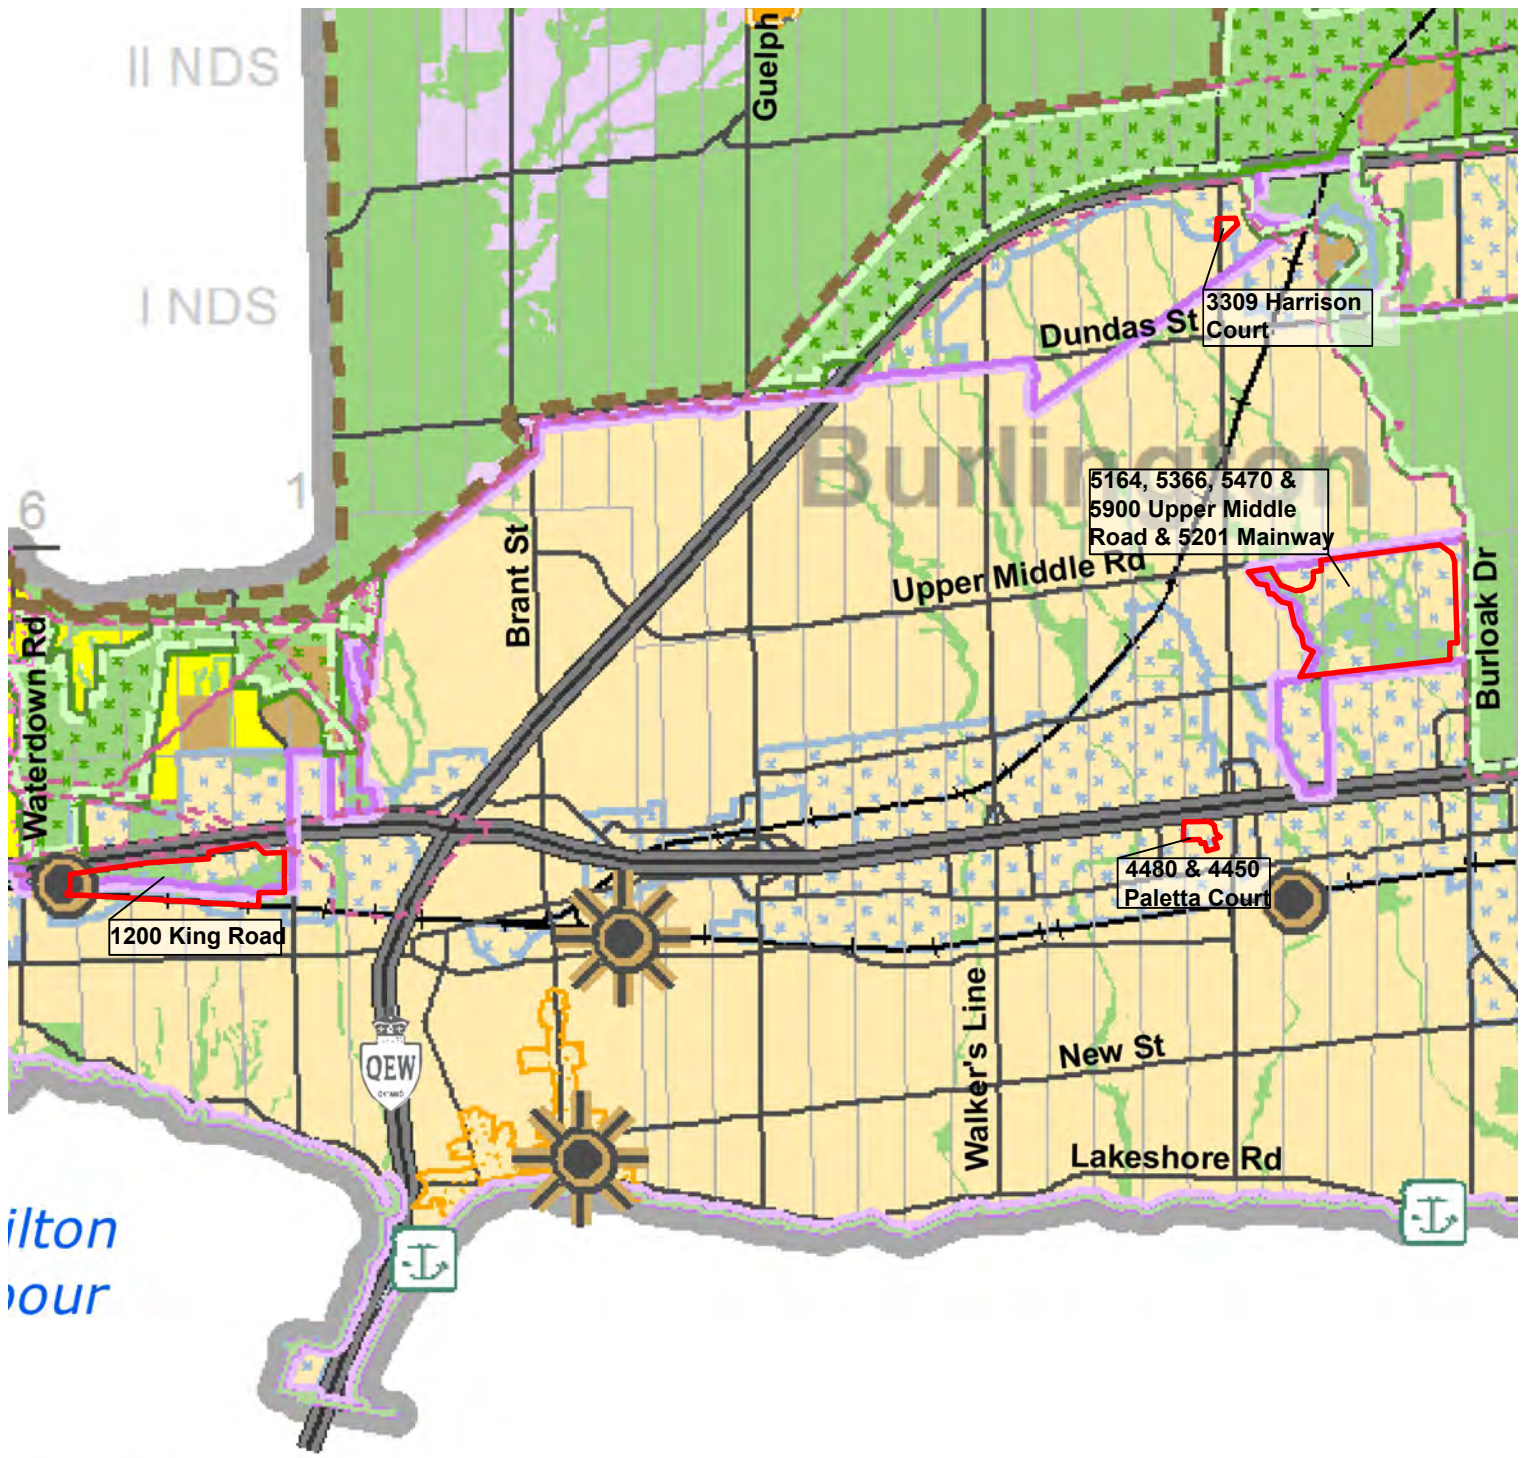 II NDS
Guelph
I NDS
3309 Harrison
Court
Dundas St
Burlington
6
1
5164, 5366, 5470 &
5900 Upper Middle
Road & 5201 Mainway
Upper Middle Rd
Brant St
Burloak Dr
Waterdown Rd
4480 & 4450
Paletta Court
1200 King Road
Walker's Line
QEW
ONTARIO
New St
Lakeshore Rd
ilton
our